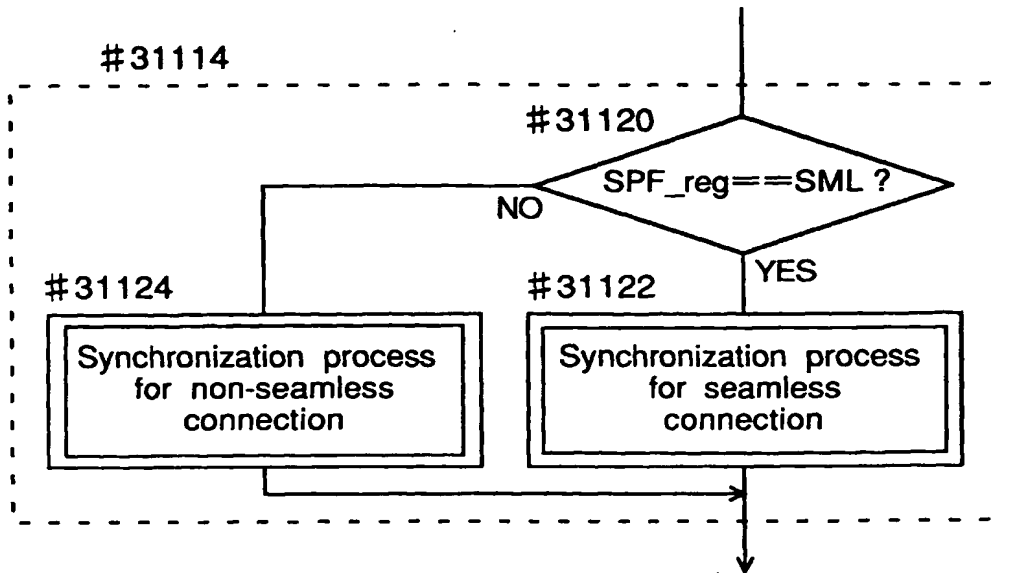 #31114
#31120
SPF_reg==SML ?
NO
YES
#31124
#31122
Synchronization process
for non-seamless
connection
Synchronization process
for seamless
connection